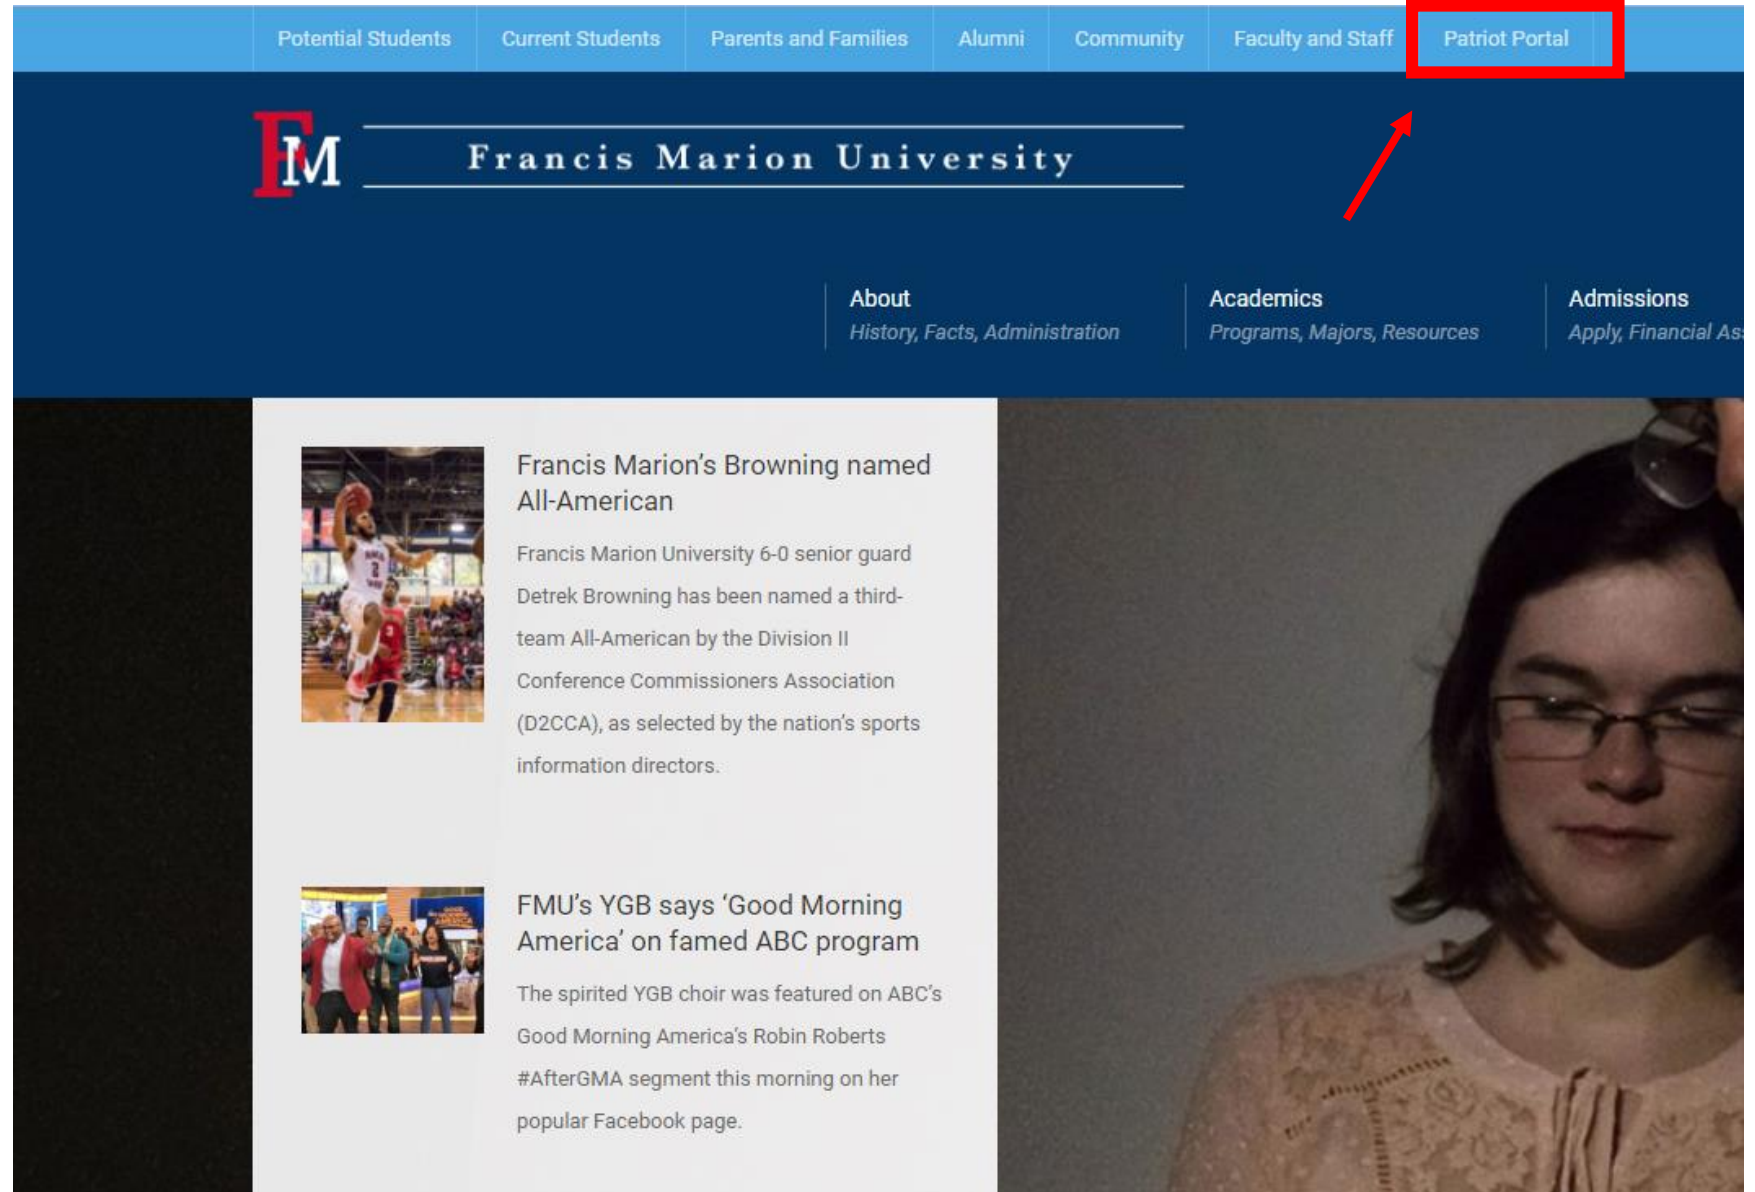 Potential Students Current Students Parents and Families Alumni Community Faculty and Staff Patriot Portal
FM Francis Marion University
About Academics Admissions
History, Facts, Administration Programs, Majors, Resources Apply, Financial Ass
Francis Marion's Browning named
All-American
Francis Marion University 6-0 senior guard
Detrek Browning has been named a third-
team All-American by the Division II
Conference Commissioners Association
(D2CCA), as selected by the nation's sports
information directors.
FMU's YGB says ‘Good Morning
America’ on famed ABC program
The spirited YGB choir was featured on ABC's
Good Morning America's Robin Roberts
#AfterGMA segment this morning on her
popular Facebook page.